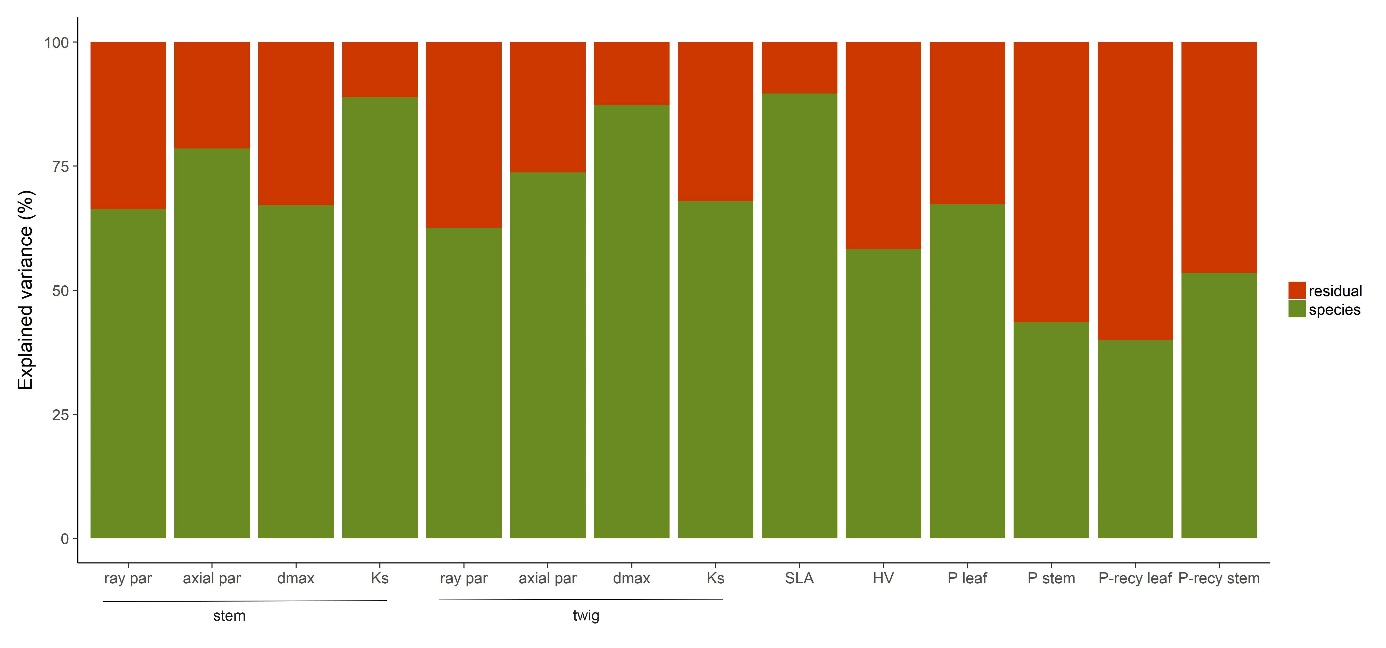 Explained variance (%)
100
75
50
25
0
ray par axial par dmax Ks ray par axial par dmax Ks SLA HV P leaf P stem P-recy leaf P-recy stem
stem twig
residual
species